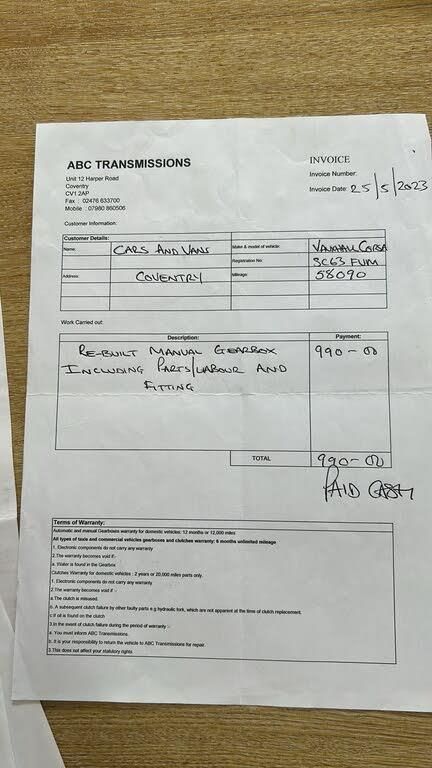 ABC TRANSMISSIONS
INVOICE
Unit 12 Harper Road
Coventry
CV1 2AP
Fax : 02476 633700
Mobile : 07980 860506
Invoice Number:
Invoice Date: 25/5/2023
Customer Information:
Customer Details:
Name: CARS AND VANS
Make & model of vehicle: VAUXHALL CORSA
Registration No: SC63 FUM
Address: COVENTRY
Mileage: 58090
Work Carried out:
Description: Payment:
RE-BUILT MANUAL GEARBOX 990-00
INCLUDING PARTS/LABOUR AND
FITTING
TOTAL 990-00
PAID CASH
Terms of Warranty:
Automatic and manual Gearboxes warranty for domestic vehicles: 12 months or 12,000 miles
All types of taxis and commercial vehicles gearboxes and clutches warranty: 6 months unlimited mileage
1. Electronic components do not carry any warranty
2.The warranty becomes void if:-
a. Water is found in the Gearbox
Clutches Warranty for domestic vehicles : 2 years or 20,000 miles parts only.
1. Electronic components do not carry any warranty
2.The warranty becomes void if :-
a.The clutch is misused.
b. A subsequent clutch failure by other faulty parts e.g hydraulic fork, which are not apparent at the time of clutch replacement.
c.If oil is found on the clutch
3.In the event of clutch failure during the period of warranty :-
a. You must inform ABC Transmissions.
b. It is your responsibility to return the vehicle to ABC Transmissions for repair.
3.This does not affect your statutory rights